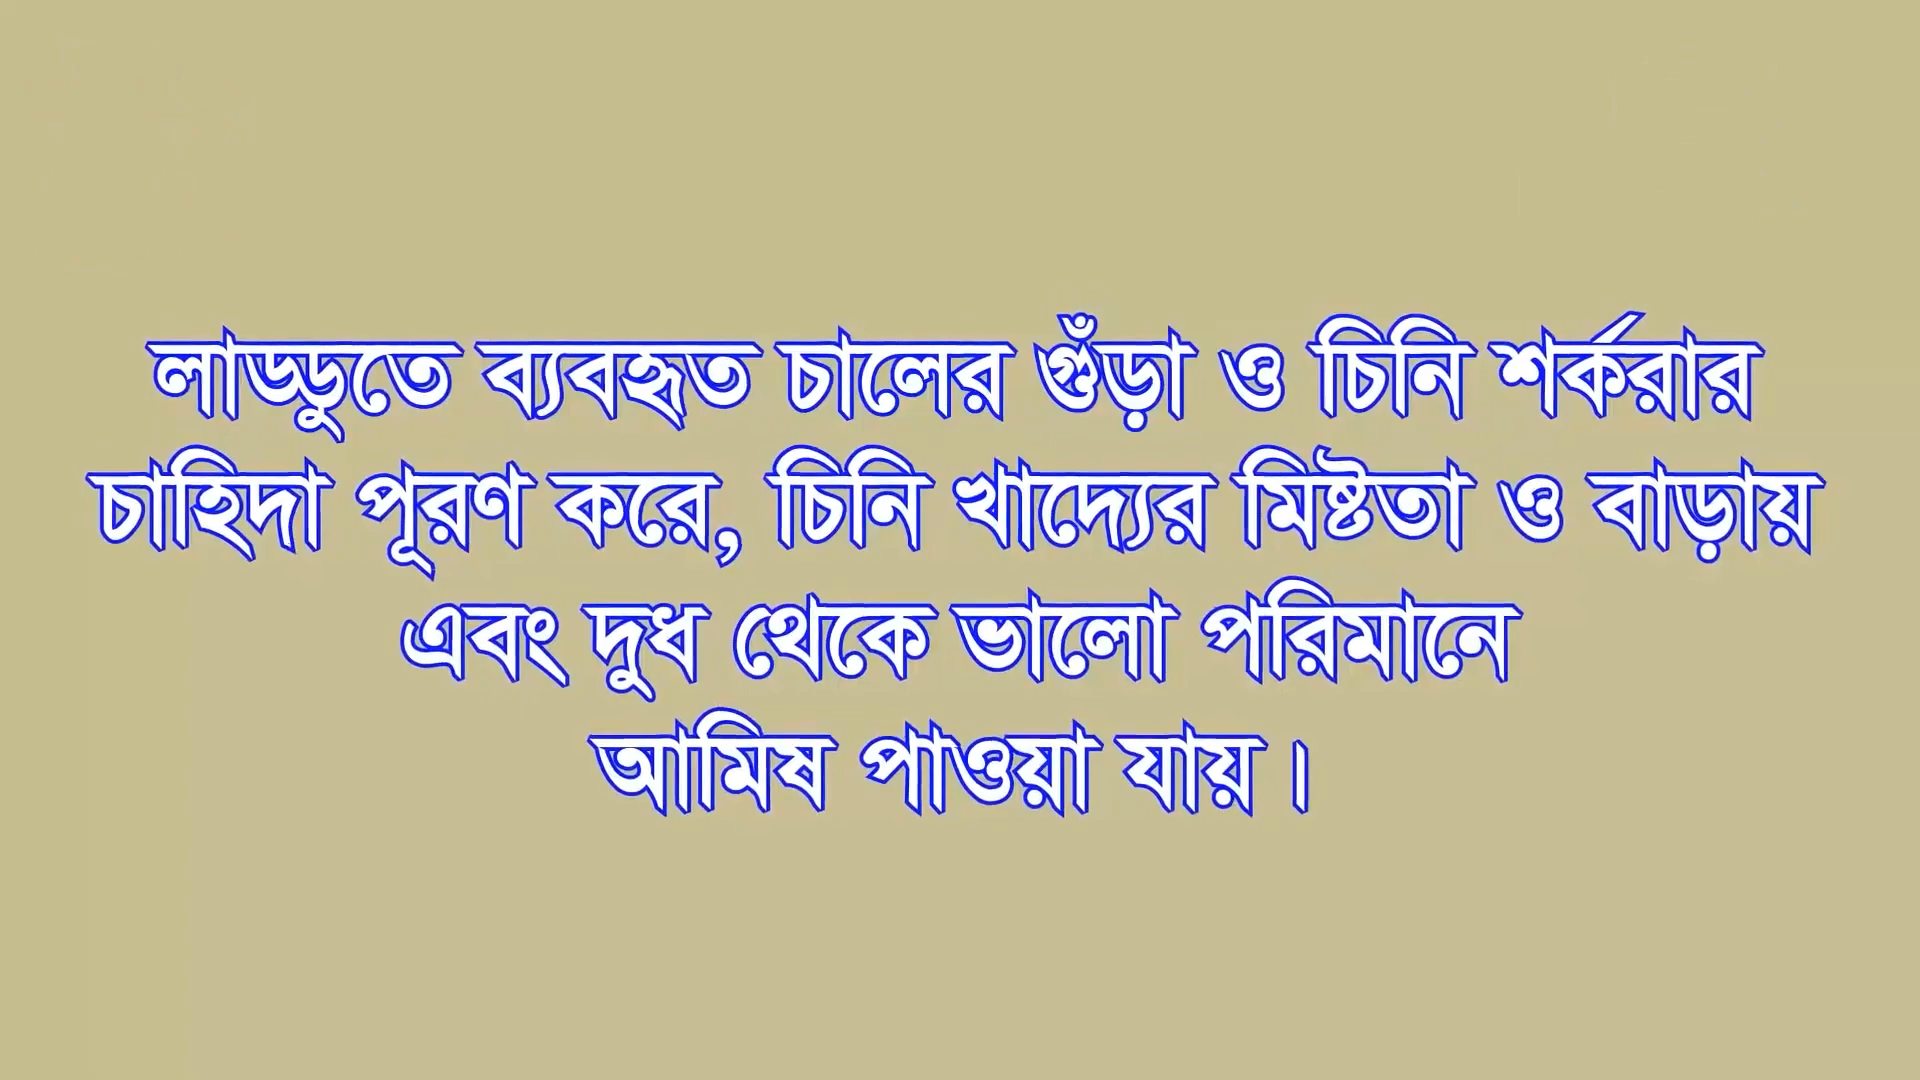 লাড্ডুতে ব্যবহৃত চালের গুঁড়া ও চিনি শর্করার
চাহিদা পূরণ করে, চিনি খাদ্যের মিষ্টতা ও বাড়ায়
এবং দুধ থেকে ভালো পরিমানে
আমিষ পাওয়া যায়।